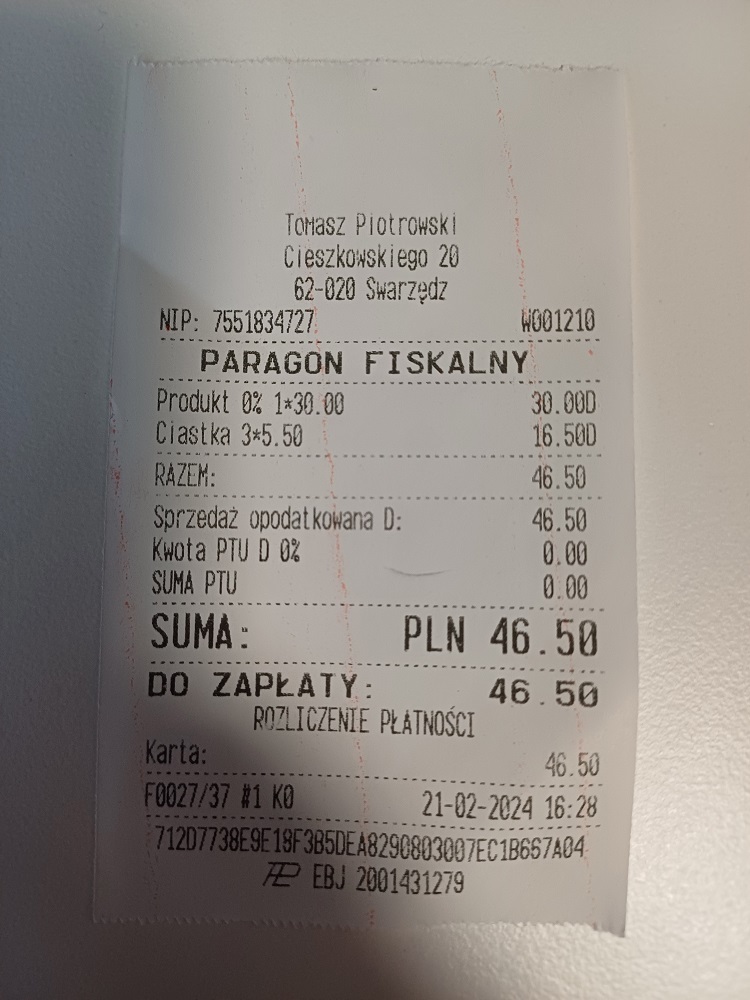 Tomasz Piotrowski
Cieszkowskiego 20
62-020 Swarzędz
NIP: 7551834727 W001210
PARAGON FISKALNY
Produkt 0% 1*30.00 30.00D
Ciastka 3*5.50 16.50D
RAZEM: 46.50
Sprzedaż opodatkowana D: 46.50
Kwota PTU D 0% 0.00
SUMA PTU 0.00
SUMA: PLN 46.50
DO ZAPŁATY: 46.50
ROZLICZENIE PŁATNOŚCI
Karta: 46.50
F0027/37 #1 K0 21-02-2024 16:28
712D7738E9E18F3B5DEA8290803007EC1B667A04
EBJ 2001431279